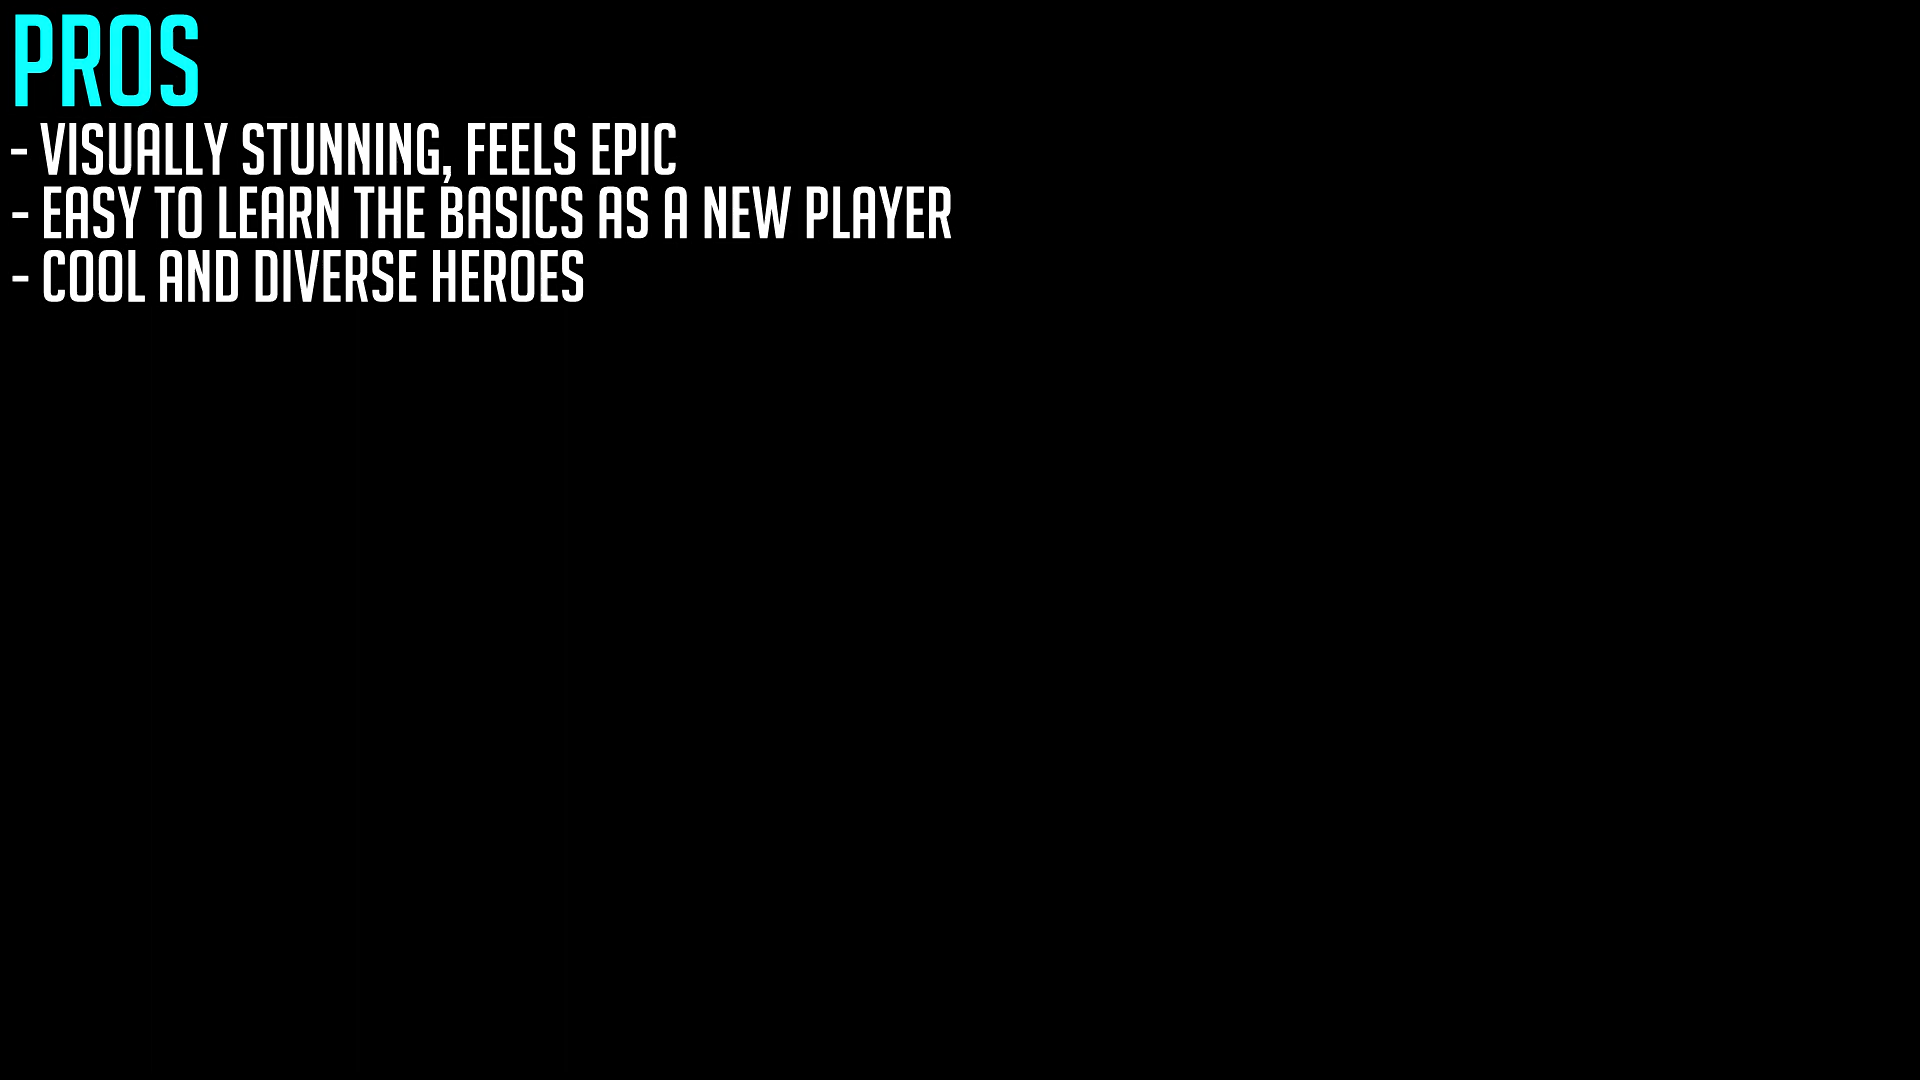 PROS
- VISUALLY STUNNING, FEELS EPIC
- EASY TO LEARN THE BASICS AS A NEW PLAYER
- COOL AND DIVERSE HEROES